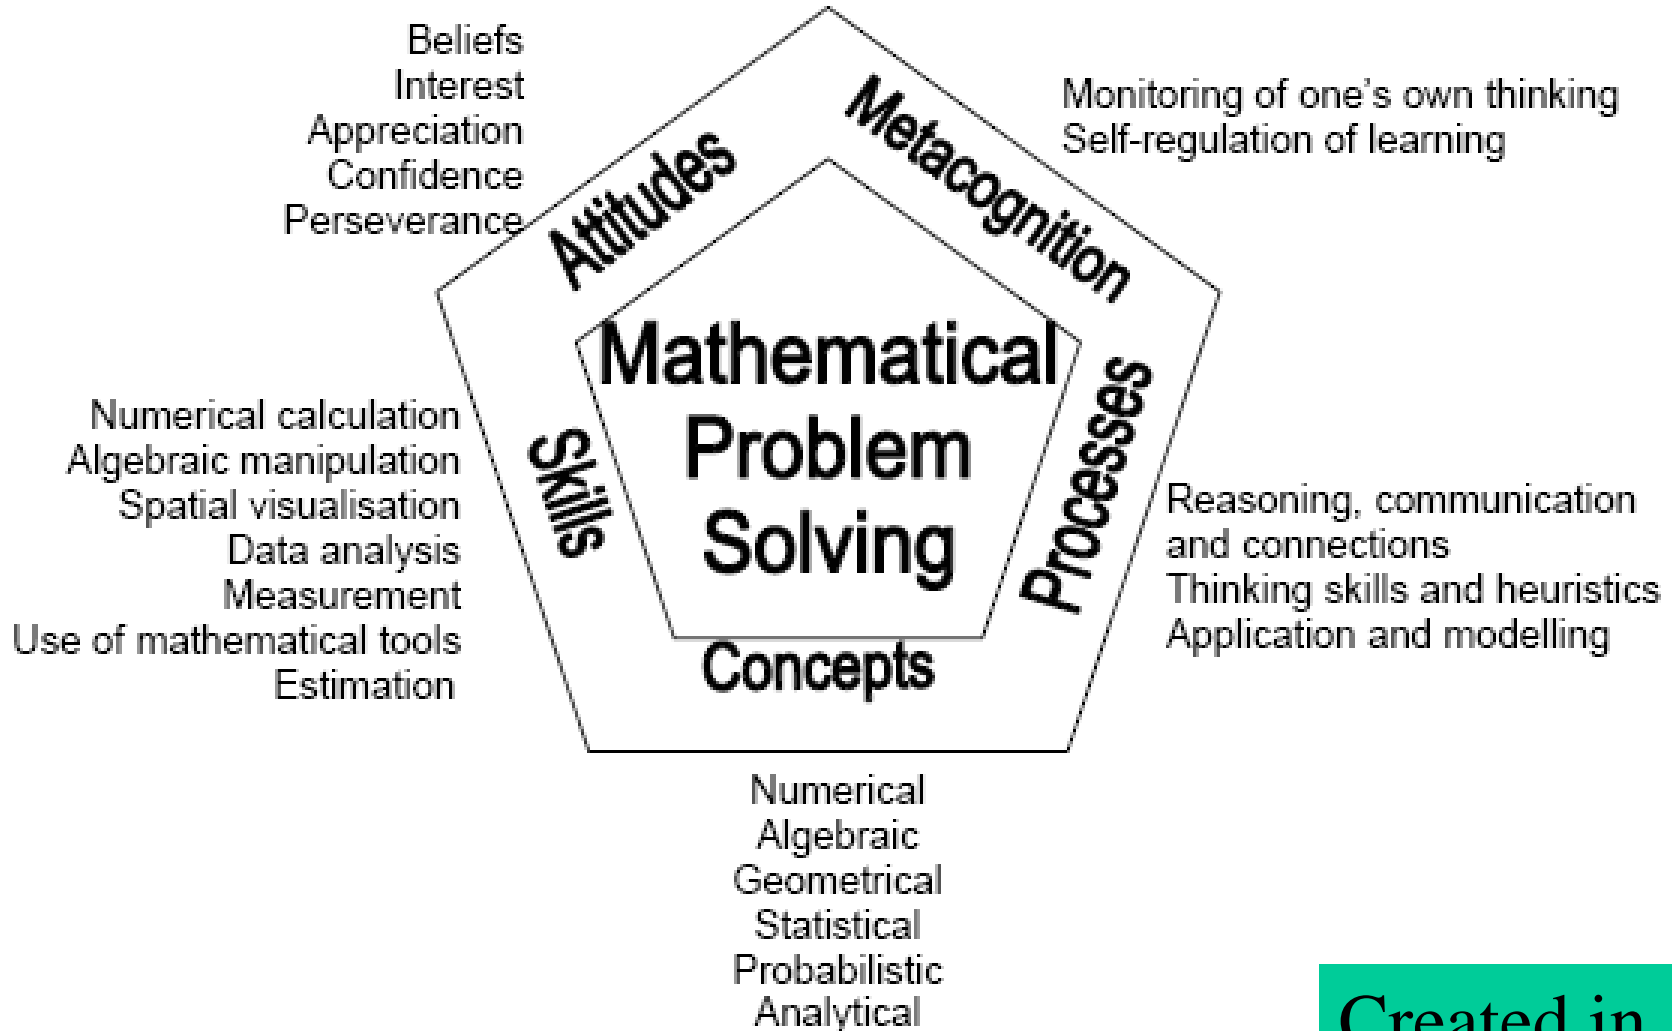 Beliefs
Interest
Appreciation
Confidence
Perseverance
Attitudes
Metacognition
Monitoring of one's own thinking
Self-regulation of learning
Mathematical
Problem
Solving
Skills
Numerical calculation
Algebraic manipulation
Spatial visualisation
Data analysis
Measurement
Use of mathematical tools
Estimation
Processes
Reasoning, communication
and connections
Thinking skills and heuristics
Application and modelling
Concepts
Numerical
Algebraic
Geometrical
Statistical
Probabilistic
Analytical
Created in